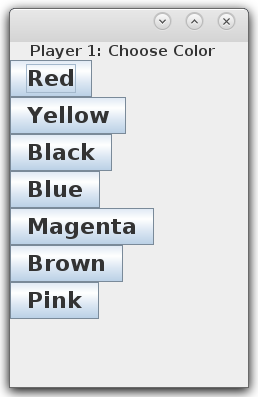 Player 1: Choose Color
Red
Yellow
Black
Blue
Magenta
Brown
Pink